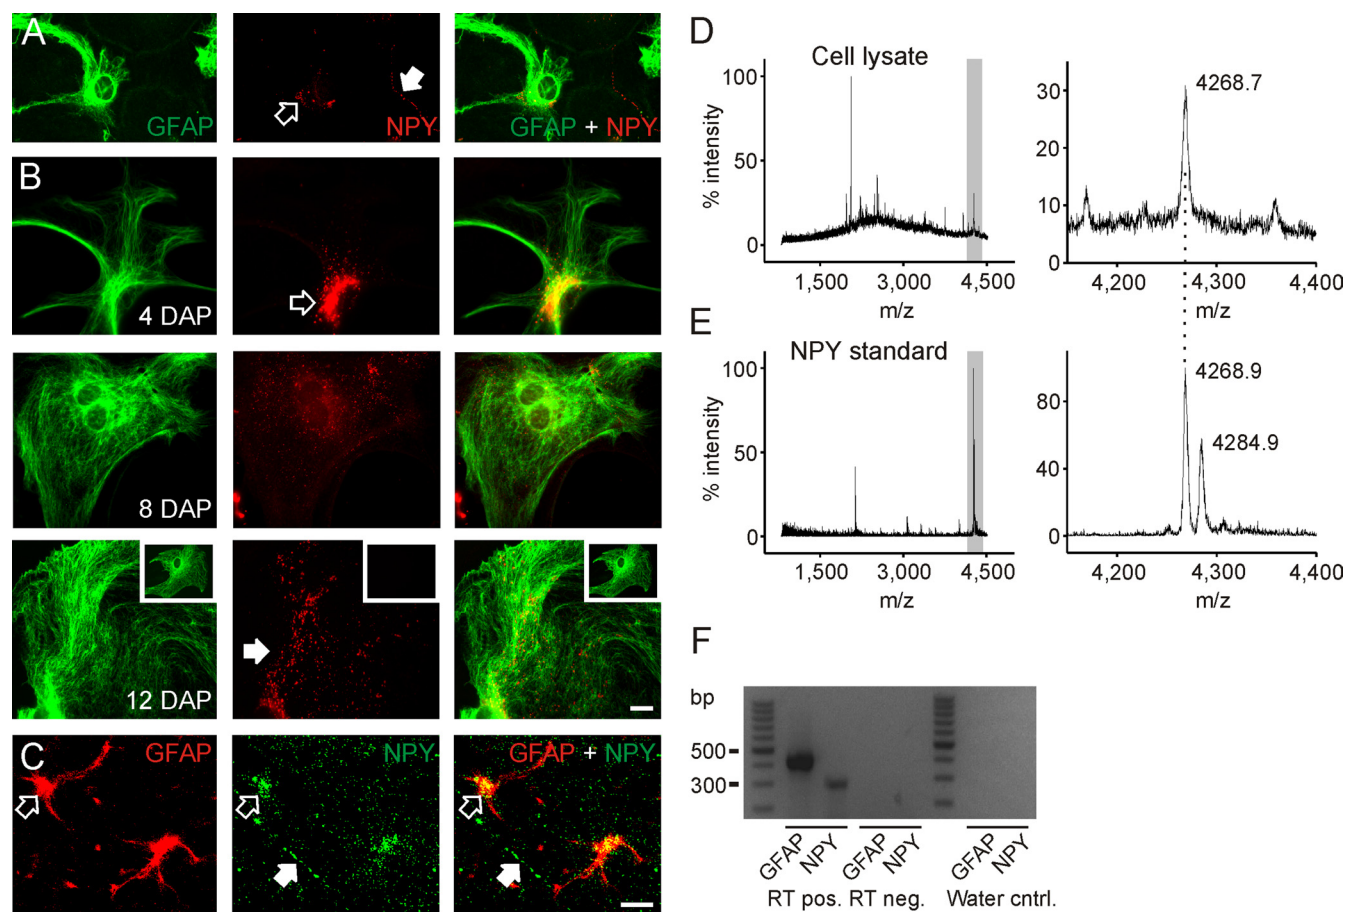 A
GFAP
NPY
GFAP + NPY
B
4 DAP
8 DAP
12 DAP
C
GFAP
NPY
GFAP + NPY
D
Cell lysate
% intensity
100
50
0
1,500
3,000
4,500
m/z
4268.7
30
20
10
0
4,200
4,300
4,400
m/z
E
NPY standard
% intensity
100
50
0
1,500
3,000
4,500
m/z
4268.9
4284.9
80
40
0
4,200
4,300
4,400
m/z
F
bp
500
300
GFAP
NPY
GFAP
NPY
GFAP
NPY
RT pos.
RT neg.
Water cntrl.